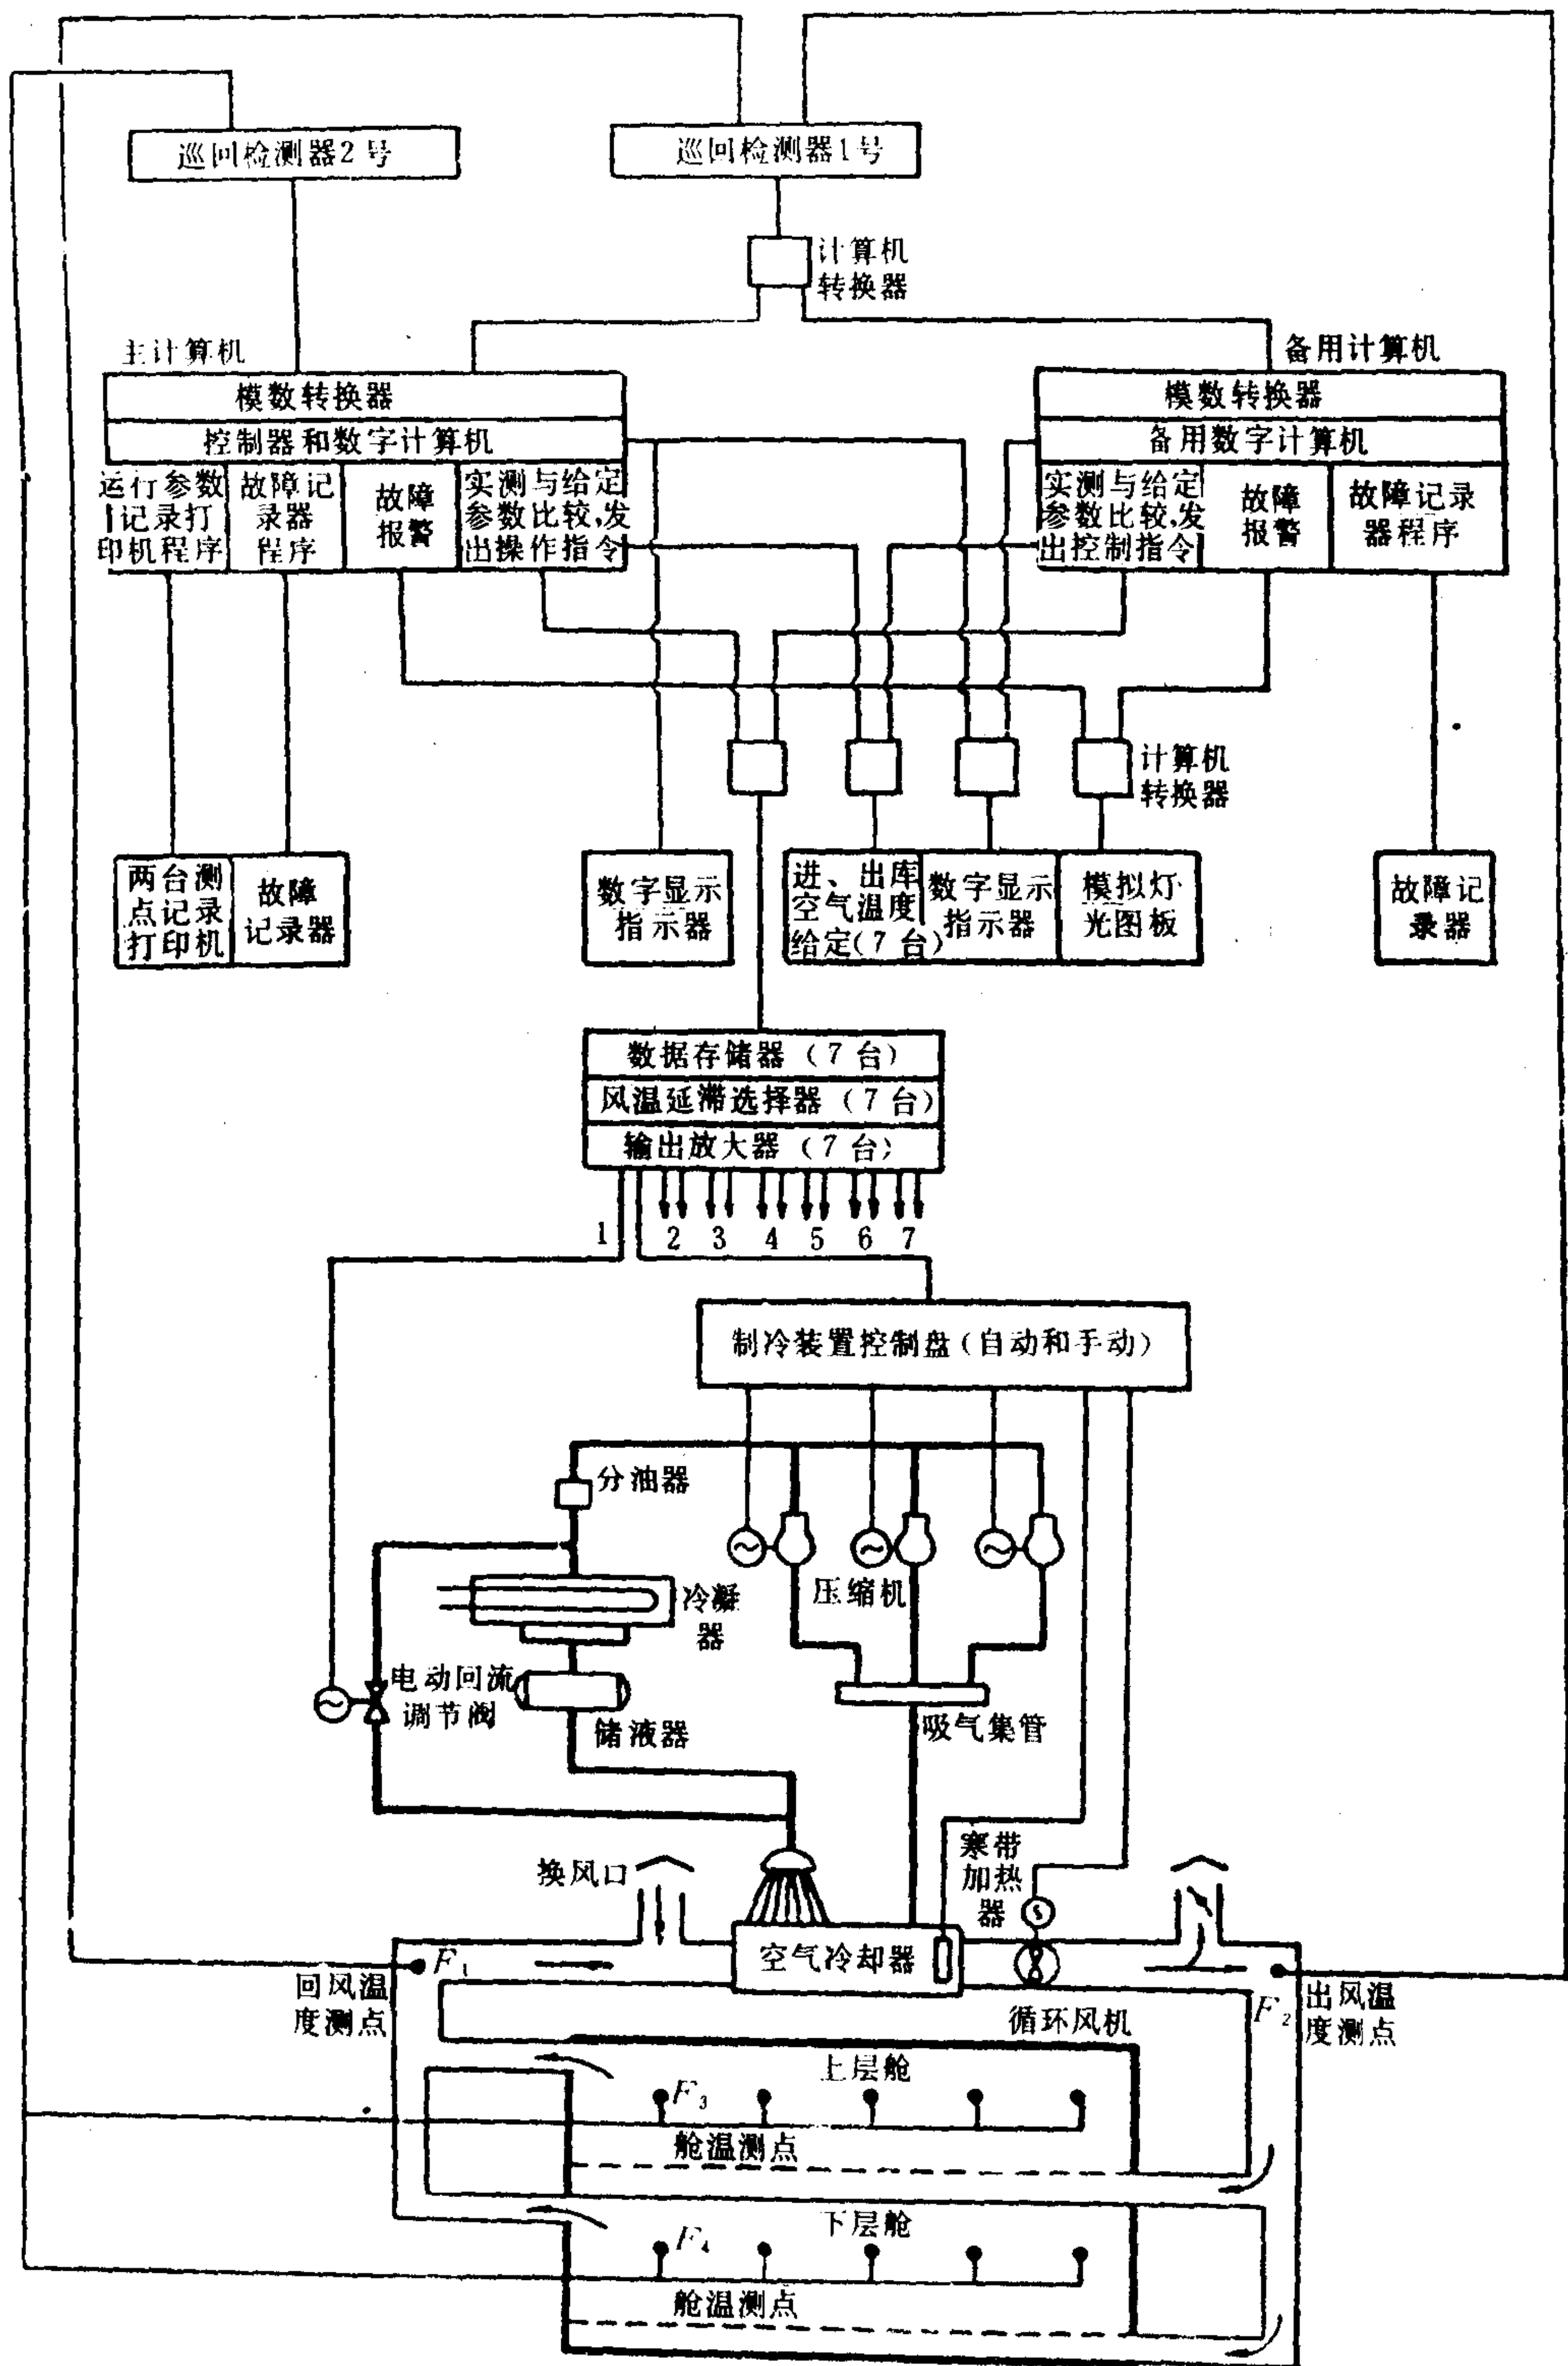 巡回检测器2号
巡回检测器1号
计算机
转换器
主计算机
备用计算机
模数转换器
控制器和数字计算机
运行参数
记录打
印机程序
故障记
录器
程序
故障
报警
实测与给定
参数比较,发
出操作指令
模数转换器
备用数字计算机
实测与给定
参数比较,发
出控制指令
故障
报警
故障记录
器程序
计算机
转换器
两台测
点记录
打印机
故障
记录器
数字显示
指示器
进、出库
空气温度
给定(7台)
数字显示
指示器
模拟灯
光图板
故障记
录器
数据存储器(7台)
风温延滞选择器(7台)
输出放大器(7台)
1 2 3 4 5 6 7
制冷装置控制盘(自动和手动)
分油器
冷凝
器
压缩机
电动回流
调节阀
储液器
吸气集管
换风口
寒带
加热
器
空气冷却器
F1
回风温
度测点
循环风机
F2
出风温
度测点
上层舱
F3
舱温测点
下层舱
F4
舱温测点